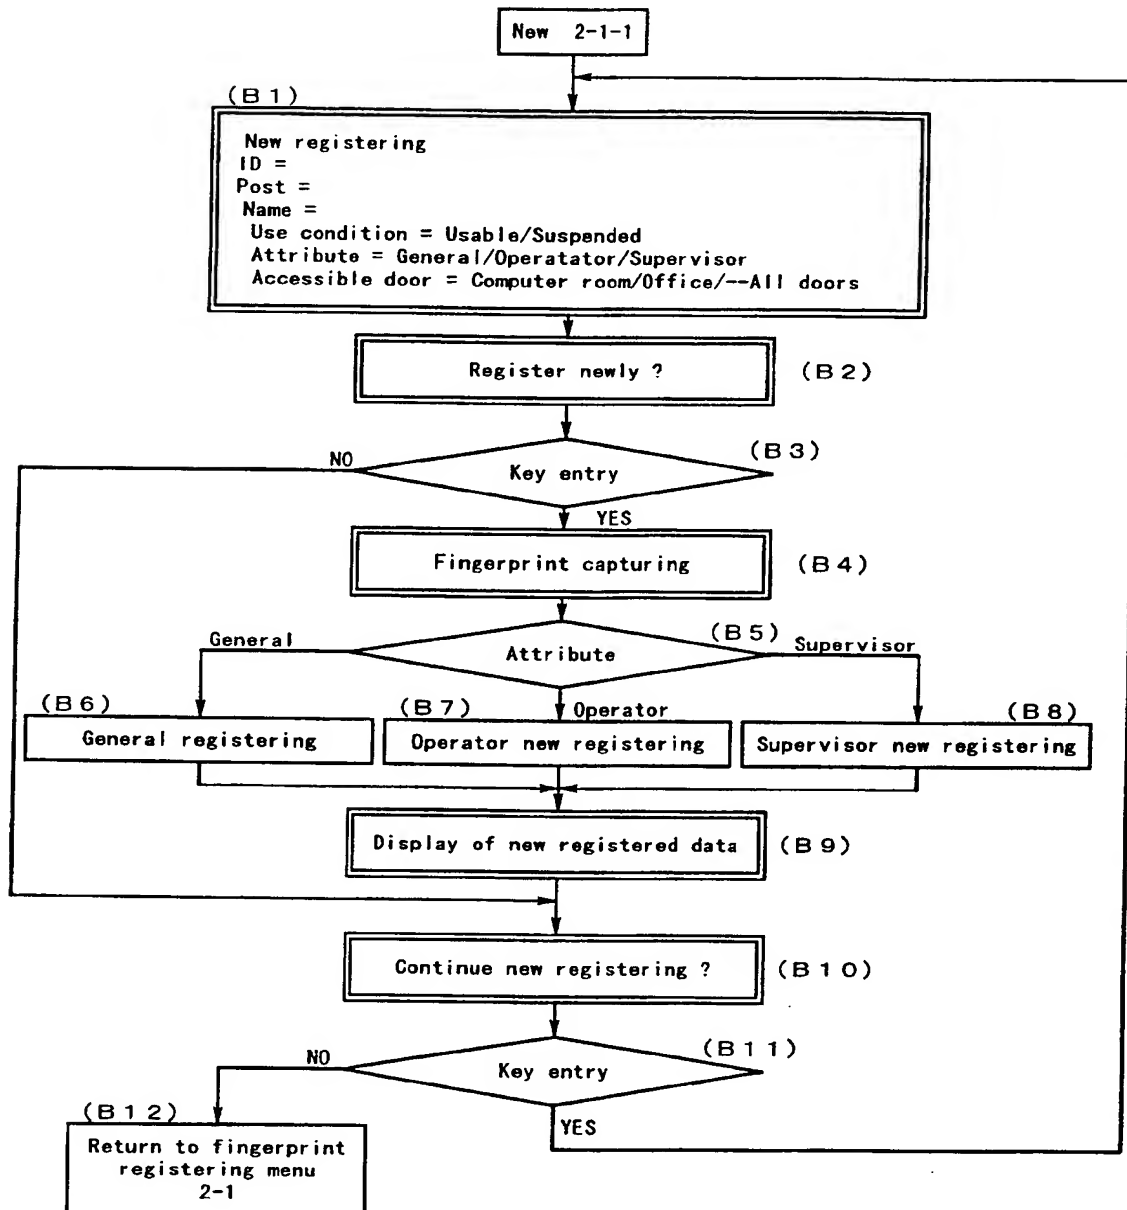 New 2-1-1
(B1)
New registering
ID =
Post =
Name =
Use condition = Usable/Suspended
Attribute = General/Operatator/Supervisor
Accessible door = Computer room/Office/--All doors
Register newly ?
(B2)
(B3)
NO
Key entry
YES
Fingerprint capturing
(B4)
(B5)
General
Attribute
Supervisor
(B6)
(B7)
Operator
(B8)
General registering
Operator new registering
Supervisor new registering
Display of new registered data
(B9)
Continue new registering ?
(B10)
(B11)
NO
Key entry
(B12)
YES
Return to fingerprint
registering menu
2-1